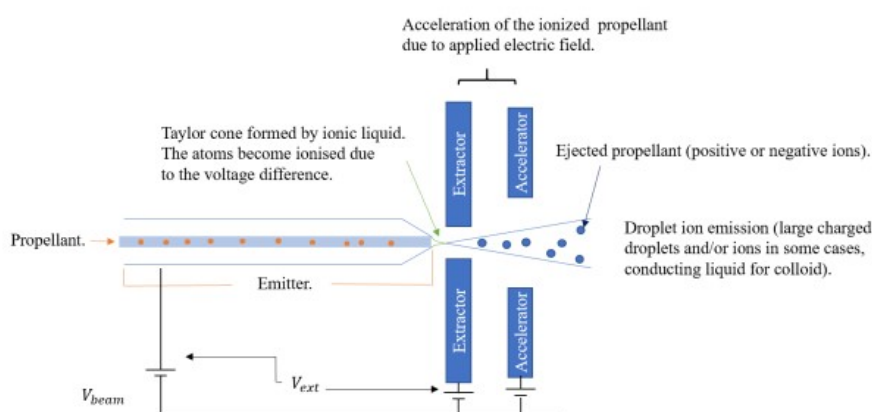 Acceleration of the ionized propellant
due to applied electric field.
Taylor cone formed by ionic liquid.
The atoms become ionised due
to the voltage difference.
Extractor
Accelerator
Ejected propellant (positive or negative ions).
Propellant.
Droplet ion emission (large charged
droplets and/or ions in some cases,
conducting liquid for colloid).
Emitter.
Extractor
Accelerator
V_ext
V_beam